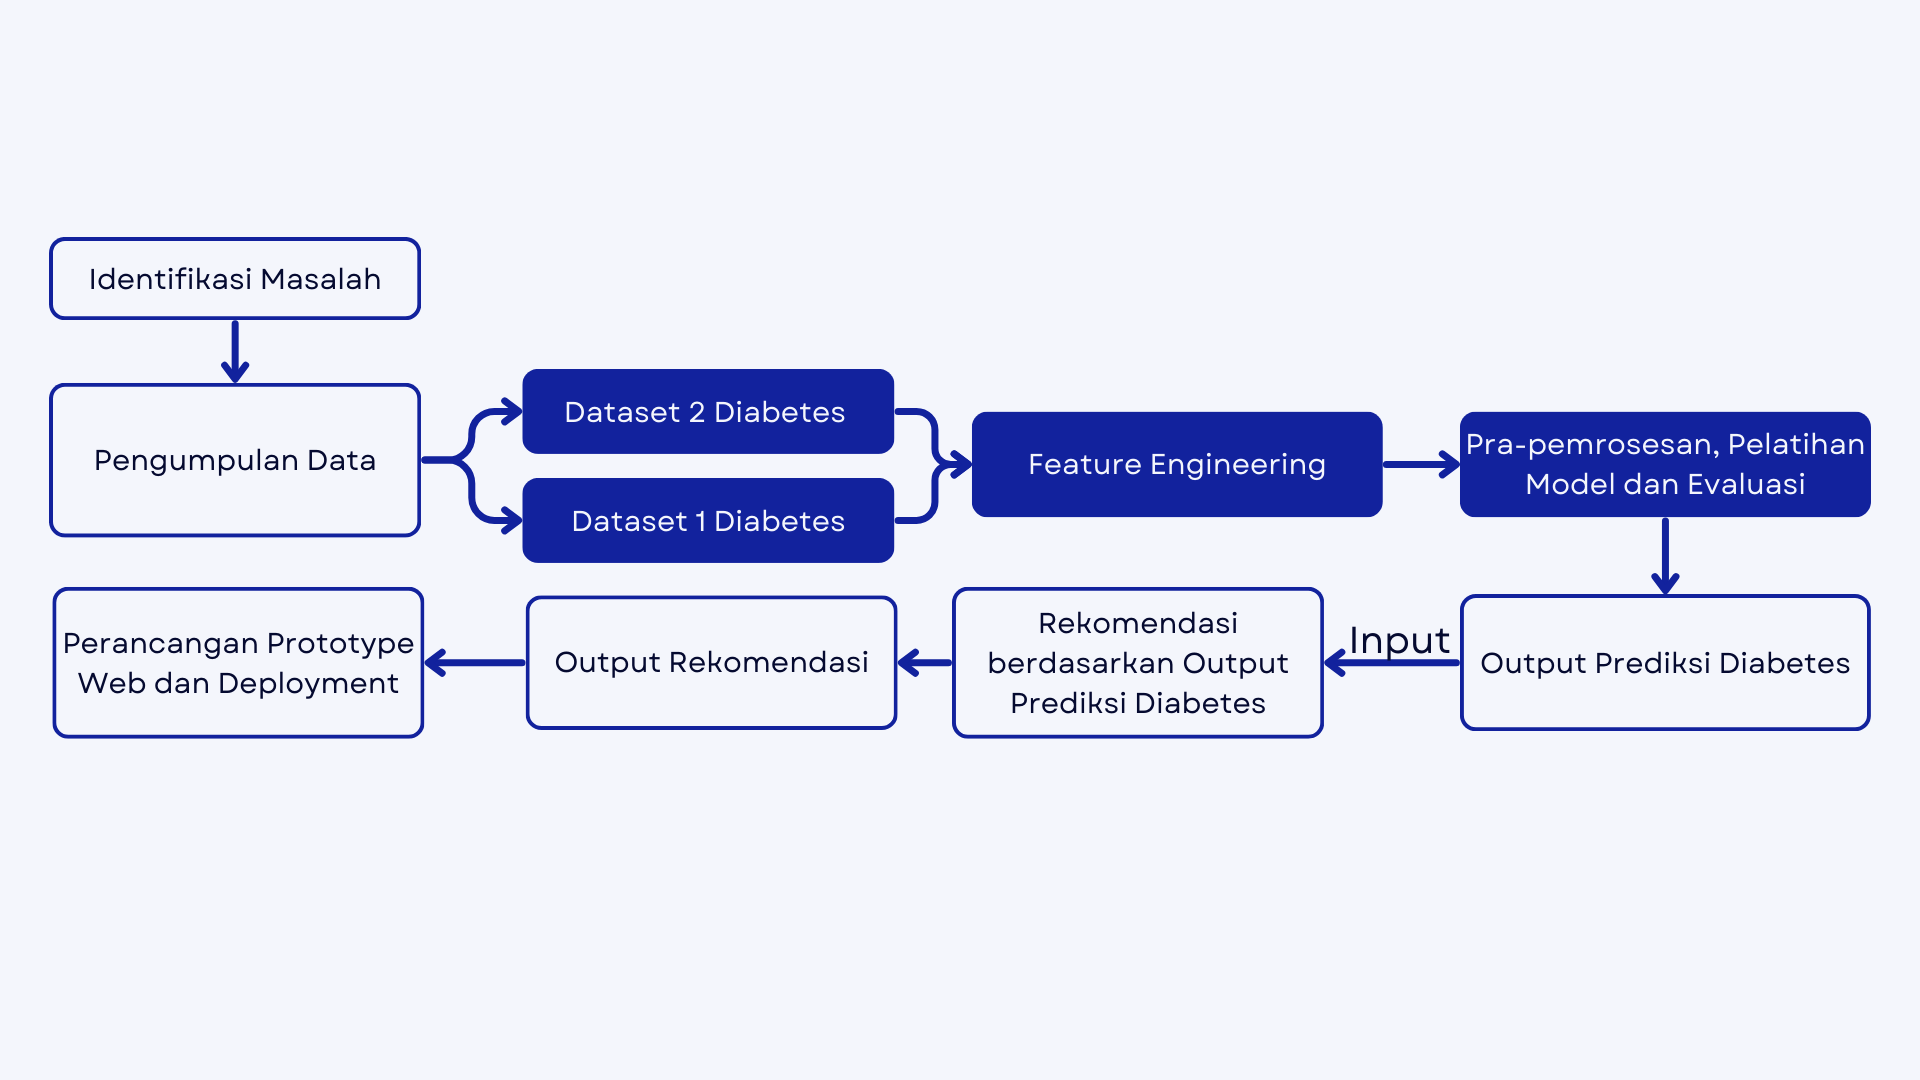 Identifikasi Masalah
Pengumpulan Data
Dataset 2 Diabetes
Dataset 1 Diabetes
Feature Engineering
Pra-pemrosesan, Pelatihan
Model dan Evaluasi
Output Prediksi Diabetes
Input
Rekomendasi
berdasarkan Output
Prediksi Diabetes
Output Rekomendasi
Perancangan Prototype
Web dan Deployment